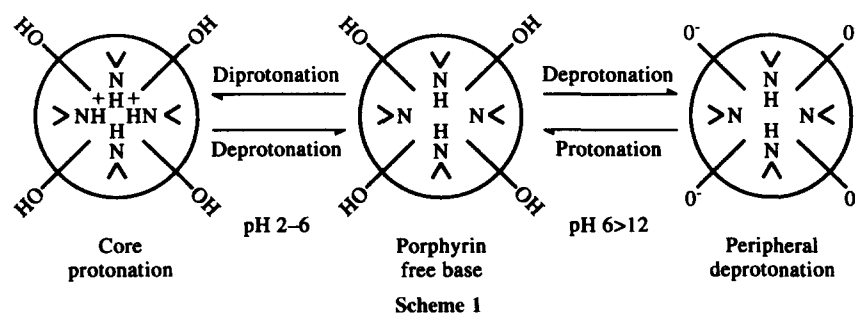 HO OH HO OH O⁻ O
N N N
+ H + H H
>NH HN< Diprotonation >N N< Deprotonation >N N<
H H H
N Deprotonation N Protonation N
HO OH HO OH O⁻ O
pH 2–6 pH 6>12
Core Porphyrin Peripheral
protonation free base deprotonation
Scheme 1